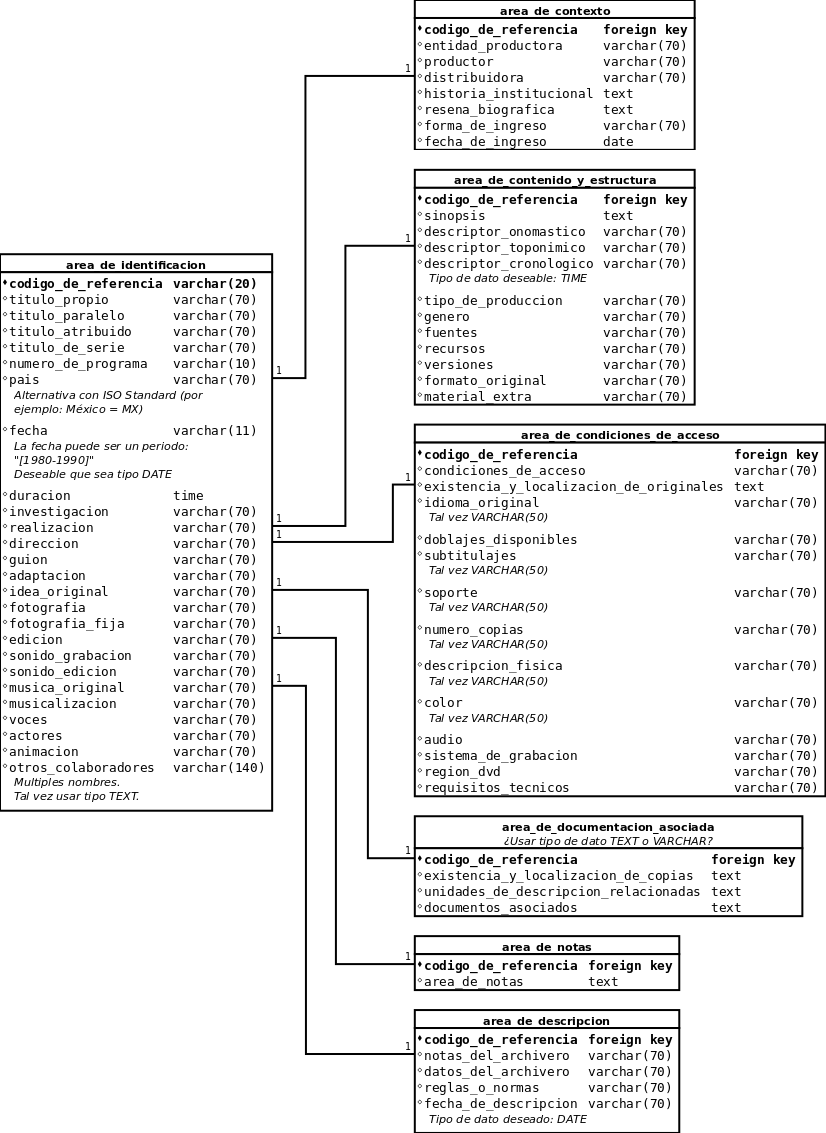 area_de_contexto
codigo_de_referencia foreign key
entidad_productora varchar(70)
productor varchar(70)
distribuidora varchar(70)
historia_institucional text
resena_biografica text
forma_de_ingreso varchar(70)
fecha_de_ingreso date
1
area_de_contenido_y_estructura
codigo_de_referencia foreign key
sinopsis text
descriptor_onomastico varchar(70)
descriptor_toponimico varchar(70)
descriptor_cronologico varchar(70)
Tipo de dato deseable: TIME
tipo_de_produccion varchar(70)
genero varchar(70)
fuentes varchar(70)
recursos varchar(70)
versiones varchar(70)
formato_original varchar(70)
material_extra varchar(70)
1
area_de_identificacion
codigo_de_referencia varchar(20)
titulo_propio varchar(70)
titulo_paralelo varchar(70)
titulo_atribuido varchar(70)
titulo_de_serie varchar(70)
numero_de_programa varchar(10)
pais varchar(70)
Alternativa con ISO Standard (por
ejemplo: México = MX)
fecha varchar(11)
La fecha puede ser un periodo:
"[1980-1990]"
Deseable que sea tipo DATE
duracion time
investigacion varchar(70)
realizacion varchar(70)
direccion varchar(70)
guion varchar(70)
adaptacion varchar(70)
idea_original varchar(70)
fotografia varchar(70)
fotografia_fija varchar(70)
edicion varchar(70)
sonido_grabacion varchar(70)
sonido_edicion varchar(70)
musica_original varchar(70)
musicalizacion varchar(70)
voces varchar(70)
actores varchar(70)
animacion varchar(70)
otros_colaboradores varchar(140)
Multiples nombres.
Tal vez usar tipo TEXT.
1
1
1
1
1
1
area_de_condiciones_de_acceso
codigo_de_referencia foreign key
condiciones_de_acceso varchar(70)
existencia_y_localizacion_de_originales text
idioma_original varchar(70)
Tal vez VARCHAR(50)
doblajes_disponibles varchar(70)
subtitulajes varchar(70)
Tal vez VARCHAR(50)
soporte varchar(70)
Tal vez VARCHAR(50)
numero_copias varchar(70)
Tal vez VARCHAR(50)
descripcion_fisica varchar(70)
Tal vez VARCHAR(50)
color varchar(70)
Tal vez VARCHAR(50)
audio varchar(70)
sistema_de_grabacion varchar(70)
region_dvd varchar(70)
requisitos_tecnicos varchar(70)
1
area_de_documentacion_asociada
¿Usar tipo de dato TEXT o VARCHAR?
codigo_de_referencia foreign key
existencia_y_localizacion_de_copias text
unidades_de_descripcion_relacionadas text
documentos_asociados text
1
area_de_notas
codigo_de_referencia foreign key
area_de_notas text
1
area_de_descripcion
codigo_de_referencia foreign key
notas_del_archivero varchar(70)
datos_del_archivero varchar(70)
reglas_o_normas varchar(70)
fecha_de_descripcion varchar(70)
Tipo de dato deseado: DATE
1